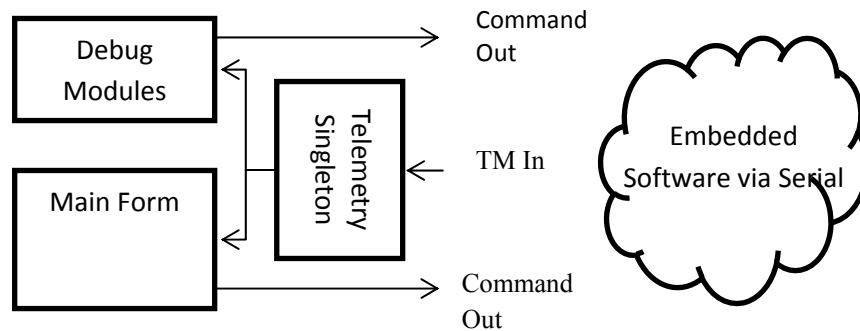 Debug
Modules
Command
Out
Telemetry
Singleton
TM In
Embedded
Software via Serial
Main Form
Command
Out